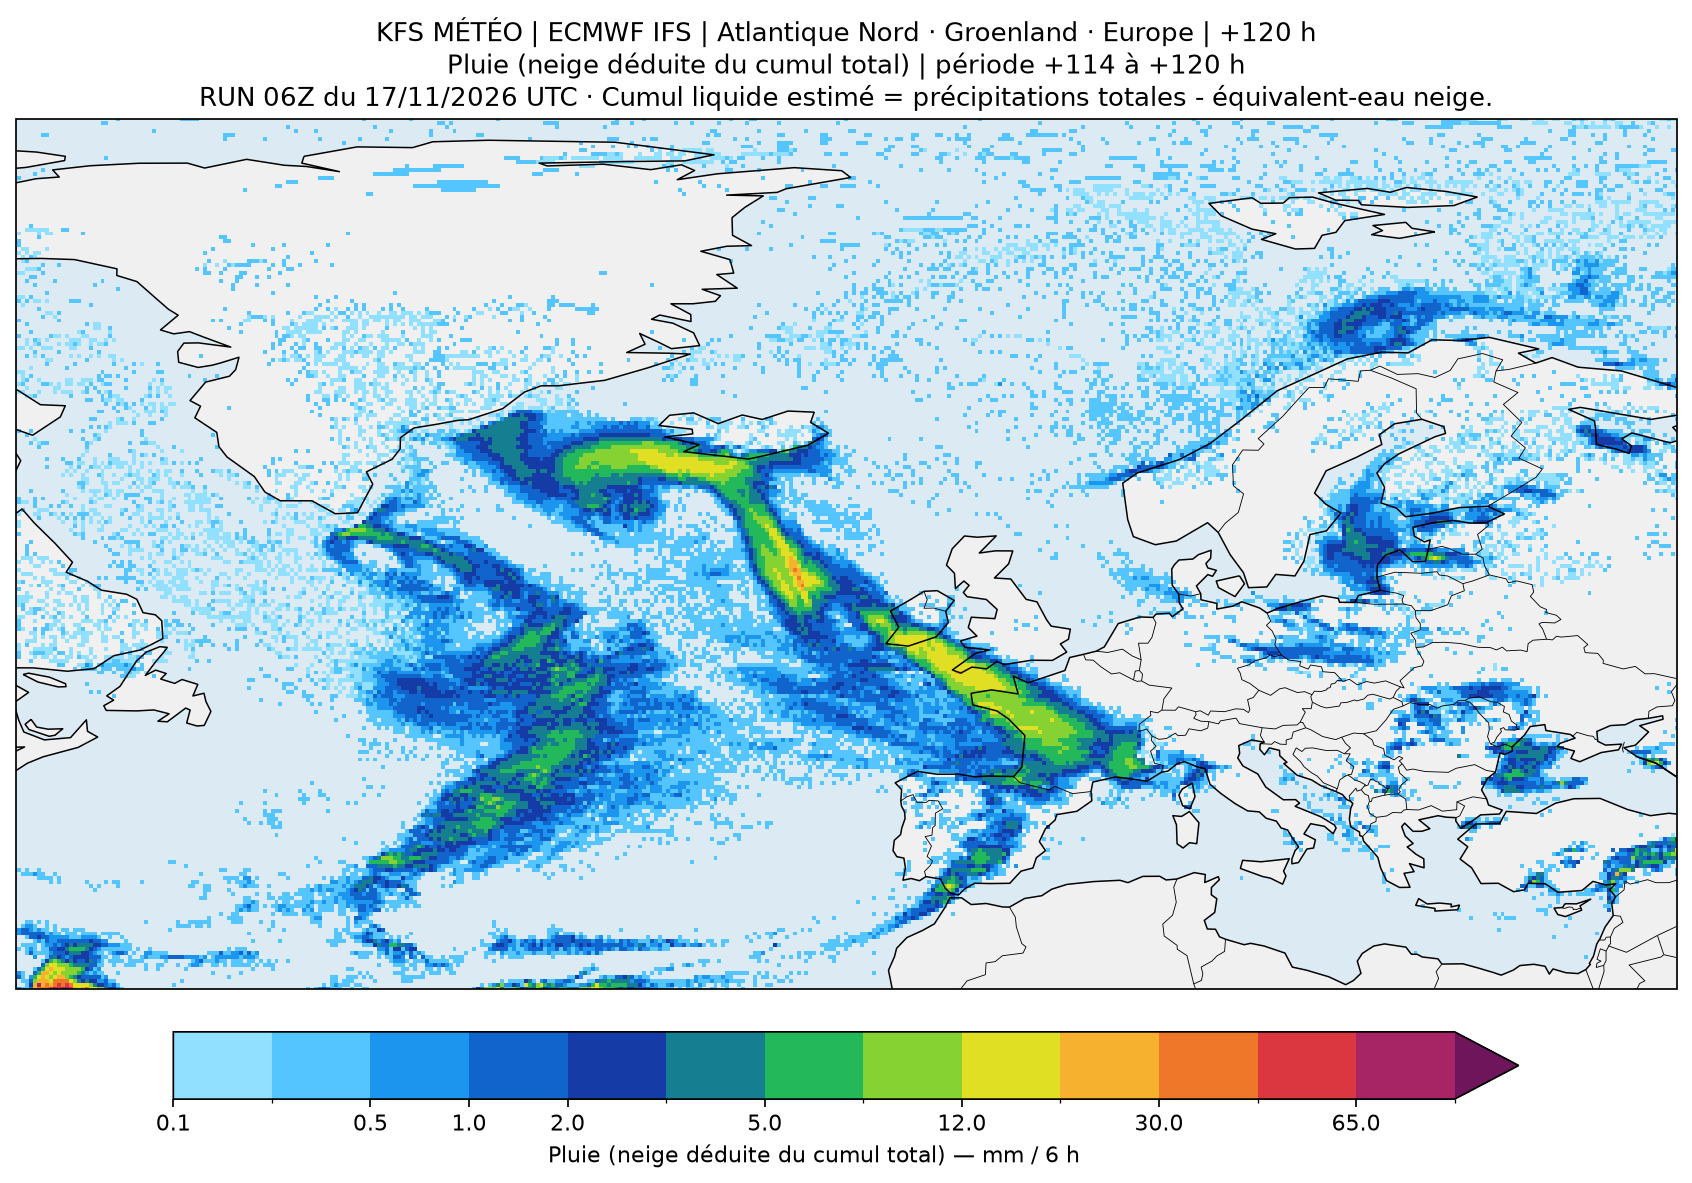 KFS MÉTÉO | ECMWF IFS | Atlantique Nord · Groenland · Europe | +120 h
Pluie (neige déduite du cumul total) | période +114 à +120 h
RUN 06Z du 17/11/2026 UTC · Cumul liquide estimé = précipitations totales - équivalent-eau neige.
0.1 0.5 1.0 2.0 5.0 12.0 30.0 65.0
Pluie (neige déduite du cumul total) — mm / 6 h